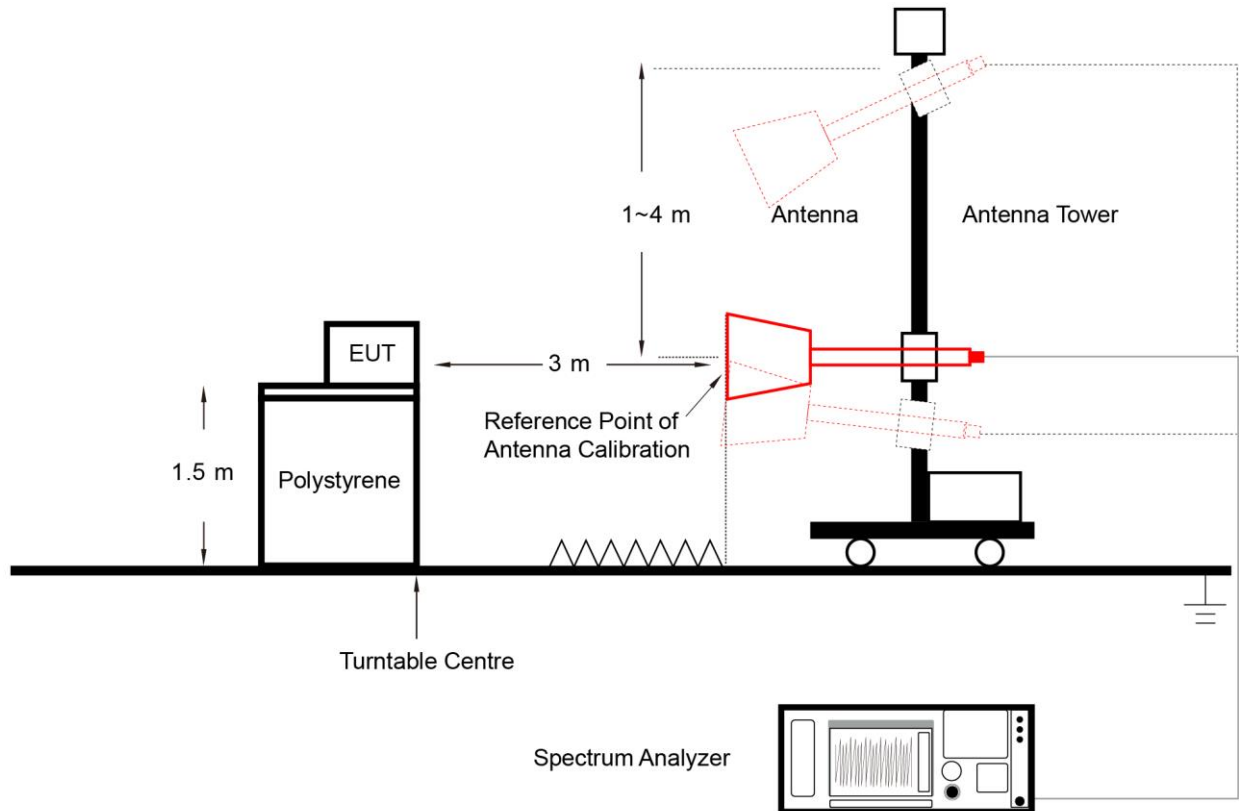 1~4 m
Antenna
Antenna Tower
EUT
3 m
Reference Point of
Antenna Calibration
1.5 m
Polystyrene
Turntable Centre
Spectrum Analyzer